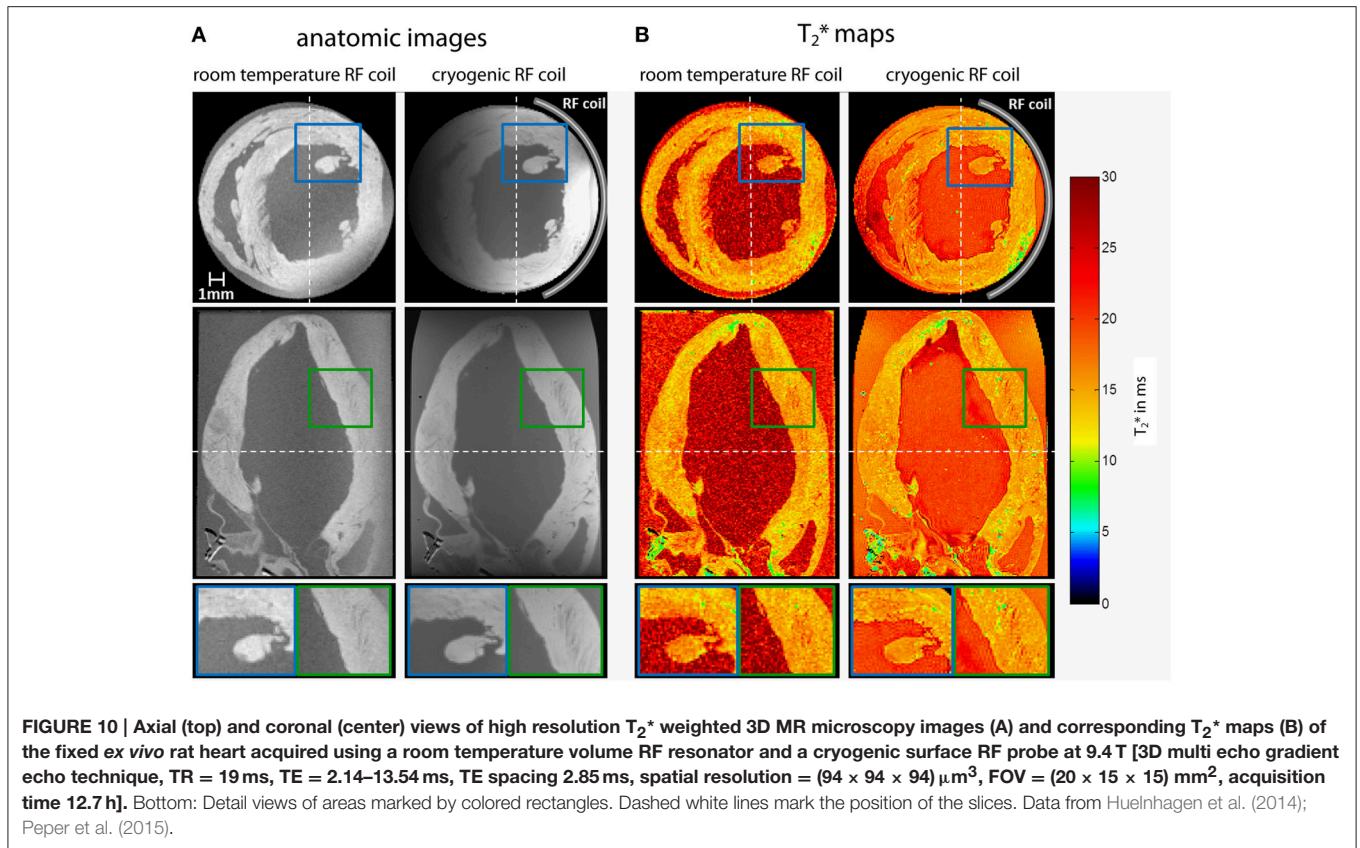 A
anatomic images
room temperature RF coil
cryogenic RF coil
RF coil
1mm
B
T₂* maps
room temperature RF coil
cryogenic RF coil
RF coil
30
25
20
15
10
5
0
T₂* in ms
FIGURE 10 | Axial (top) and coronal (center) views of high resolution T₂* weighted 3D MR microscopy images (A) and corresponding T₂* maps (B) of
the fixed ex vivo rat heart acquired using a room temperature volume RF resonator and a cryogenic surface RF probe at 9.4 T [3D multi echo gradient
echo technique, TR = 19 ms, TE = 2.14–13.54 ms, TE spacing 2.85 ms, spatial resolution = (94 × 94 × 94) μm³, FOV = (20 × 15 × 15) mm², acquisition
time 12.7 h]. Bottom: Detail views of areas marked by colored rectangles. Dashed white lines mark the position of the slices. Data from Huelnhagen et al. (2014);
Peper et al. (2015).